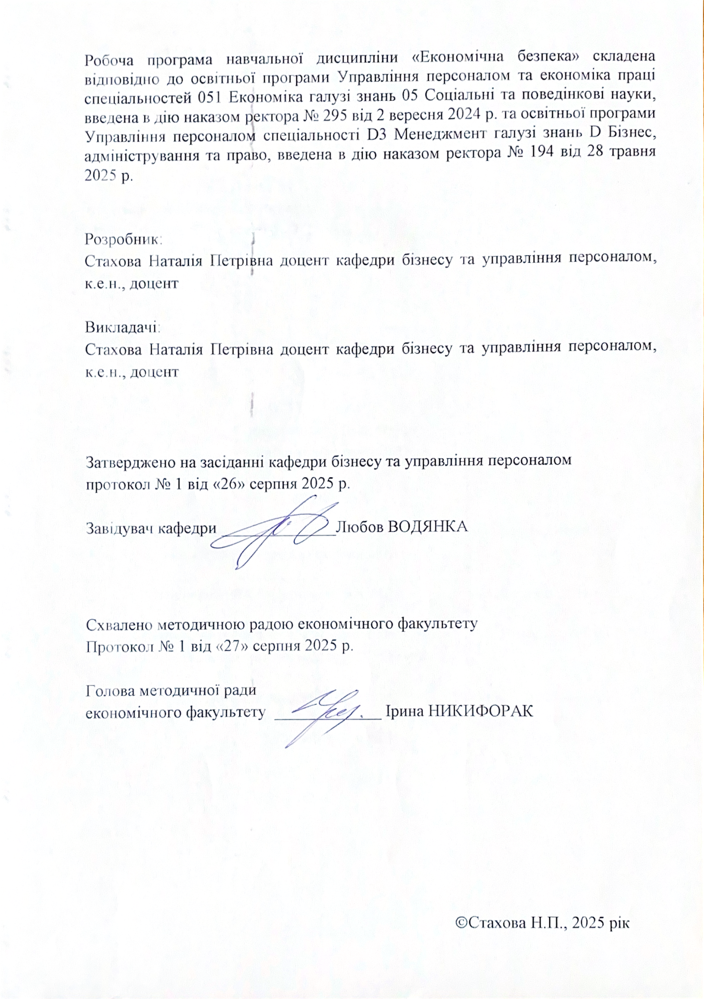 Робоча програма навчальної дисципліни «Економічна безпека» складена
відповідно до освітньої програми Управління персоналом та економіка праці
спеціальностей 051 Економіка галузі знань 05 Соціальні та поведінкові науки,
введена в дію наказом ректора № 295 від 2 вересня 2024 р. та освітньої програми
Управління персоналом спеціальності D3 Менеджмент галузі знань D Бізнес,
адміністрування та право, введена в дію наказом ректора № 194 від 28 травня
2025 р.
Розробник:
Стахова Наталія Петрівна доцент кафедри бізнесу та управління персоналом,
к.е.н., доцент
Викладачі:
Стахова Наталія Петрівна доцент кафедри бізнесу та управління персоналом,
к.е.н., доцент
Затверджено на засіданні кафедри бізнесу та управління персоналом
протокол № 1 від «26» серпня 2025 р.
Завідувач кафедри ______________Любов ВОДЯНКА
Схвалено методичною радою економічного факультету
Протокол № 1 від «27» серпня 2025 р.
Голова методичної ради
економічного факультету _____________ Ірина НИКИФОРАК
©Стахова Н.П., 2025 рік